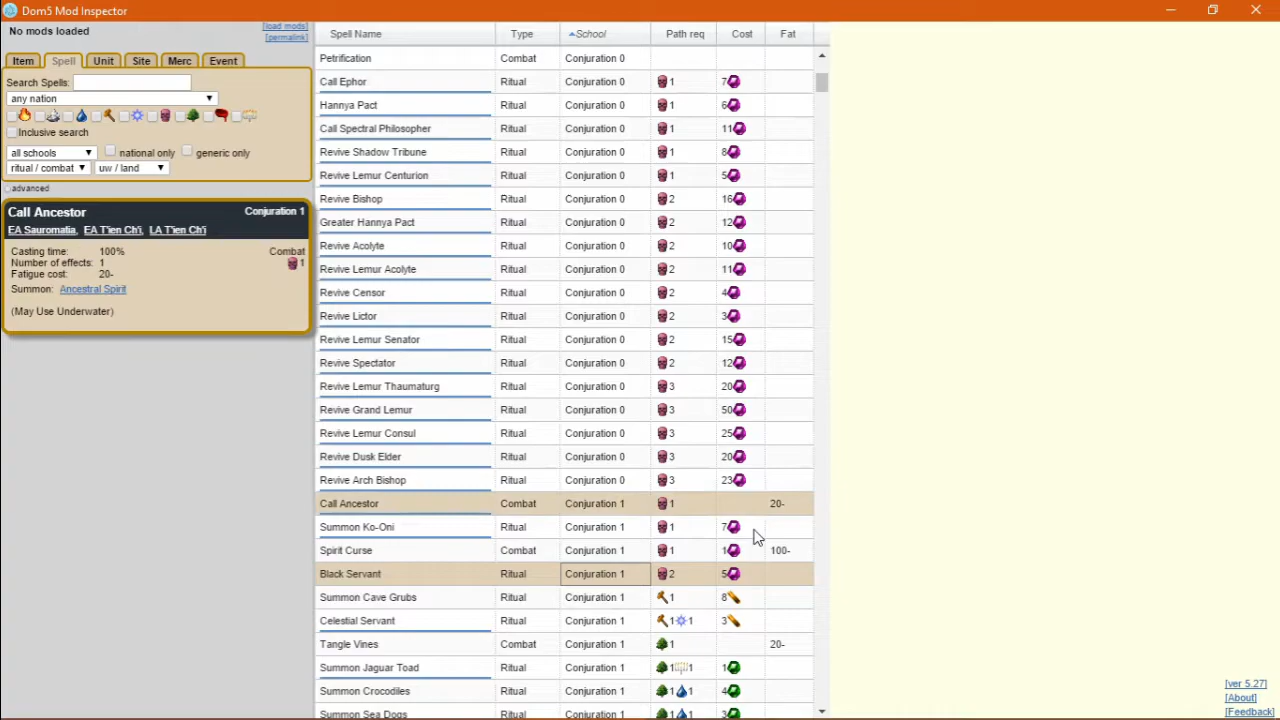 Dom5 Mod Inspector
No mods loaded
[load mods]
[permalink]
Item Spell Unit Site Merc Event
Search Spells:
any nation
Inclusive search
all schools national only generic only
ritual / combat uw / land
advanced
Call Ancestor Conjuration 1
EA Sauromatia, EA T'ien Ch'i, LA T'ien Ch'i
Casting time: 100% Combat
Number of effects: 1 1
Fatigue cost: 20-
Summon: Ancestral Spirit
(May Use Underwater)
Spell Name Type School Path req Cost Fat
Petrification Combat Conjuration 0
Call Ephor Ritual Conjuration 0 1 7
Hannya Pact Ritual Conjuration 0 1 6
Call Spectral Philosopher Ritual Conjuration 0 1 11
Revive Shadow Tribune Ritual Conjuration 0 1 8
Revive Lemur Centurion Ritual Conjuration 0 1 5
Revive Bishop Ritual Conjuration 0 2 16
Greater Hannya Pact Ritual Conjuration 0 2 12
Revive Acolyte Ritual Conjuration 0 2 10
Revive Lemur Acolyte Ritual Conjuration 0 2 11
Revive Censor Ritual Conjuration 0 2 4
Revive Lictor Ritual Conjuration 0 2 3
Revive Lemur Senator Ritual Conjuration 0 2 15
Revive Spectator Ritual Conjuration 0 2 12
Revive Lemur Thaumaturg Ritual Conjuration 0 3 20
Revive Grand Lemur Ritual Conjuration 0 3 50
Revive Lemur Consul Ritual Conjuration 0 3 25
Revive Dusk Elder Ritual Conjuration 0 3 20
Revive Arch Bishop Ritual Conjuration 0 3 23
Call Ancestor Combat Conjuration 1 1 20-
Summon Ko-Oni Ritual Conjuration 1 1 7
Spirit Curse Combat Conjuration 1 1 1 100-
Black Servant Ritual Conjuration 1 2 5
Summon Cave Grubs Ritual Conjuration 1 1 8
Celestial Servant Ritual Conjuration 1 1 1 3
Tangle Vines Combat Conjuration 1 1 20-
Summon Jaguar Toad Ritual Conjuration 1 1 1 1
Summon Crocodiles Ritual Conjuration 1 1 1 4
Summon Sea Dogs Ritual Conjuration 1 1 1 3
[ver 5.27]
[About]
[Feedback]